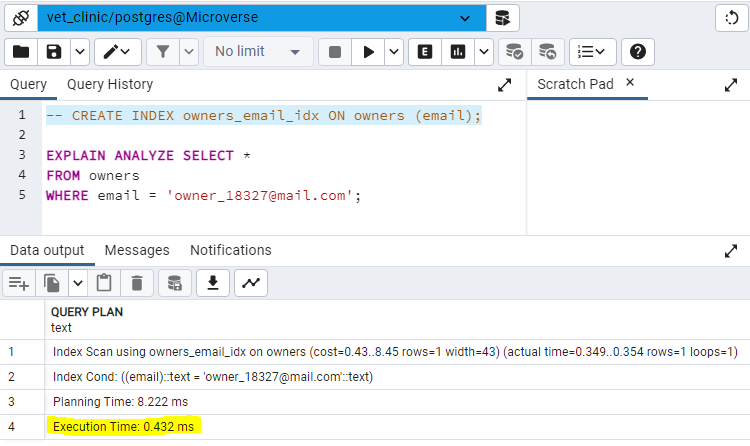 vet_clinic/postgres@Microverse
No limit
E
Query Query History
Scratch Pad
1 -- CREATE INDEX owners_email_idx ON owners (email);
2
3 EXPLAIN ANALYZE SELECT *
4 FROM owners
5 WHERE email = 'owner_18327@mail.com';
Data output Messages Notifications
QUERY PLAN
text
1 Index Scan using owners_email_idx on owners (cost=0.43..8.45 rows=1 width=43) (actual time=0.349..0.354 rows=1 loops=1)
2 Index Cond: ((email)::text = 'owner_18327@mail.com'::text)
3 Planning Time: 8.222 ms
4 Execution Time: 0.432 ms